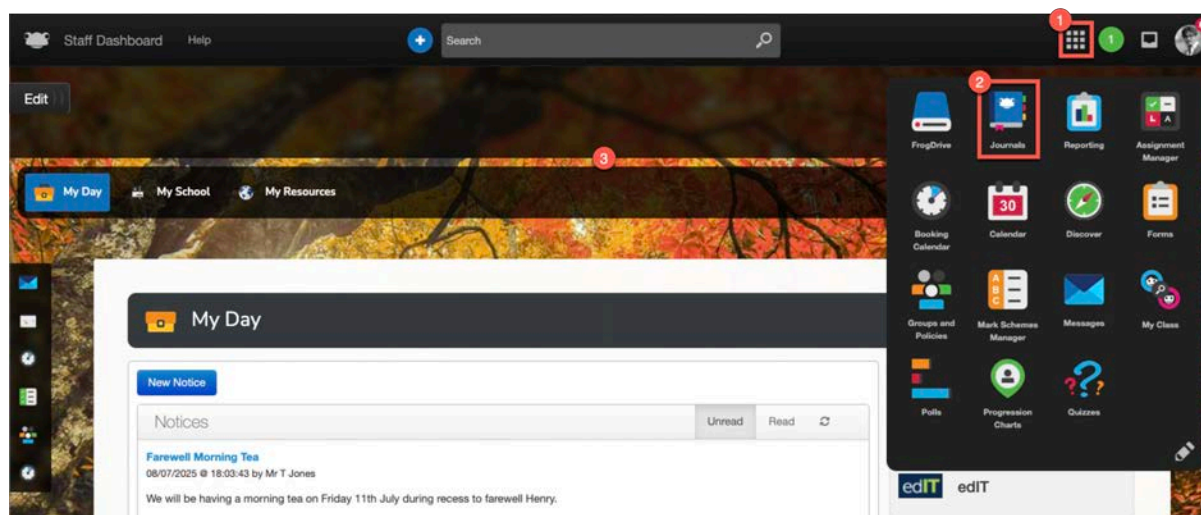 Staff Dashboard Help Search 1 1
Edit
2
FrogDrive Journals Reporting Assignment
Manager
3
My Day My School My Resources
30
Booking
Calendar Calendar Discover Forms
A
B
C
Groups and
Policies Mark Schemes
Manager Messages My Class
My Day
New Notice
Notices Unread Read
Polls Progression
Charts Quizzes
Farewell Morning Tea
08/07/2025 @ 18:03:43 by Mr T Jones
We will be having a morning tea on Friday 11th July during recess to farewell Henry.
edIT edIT